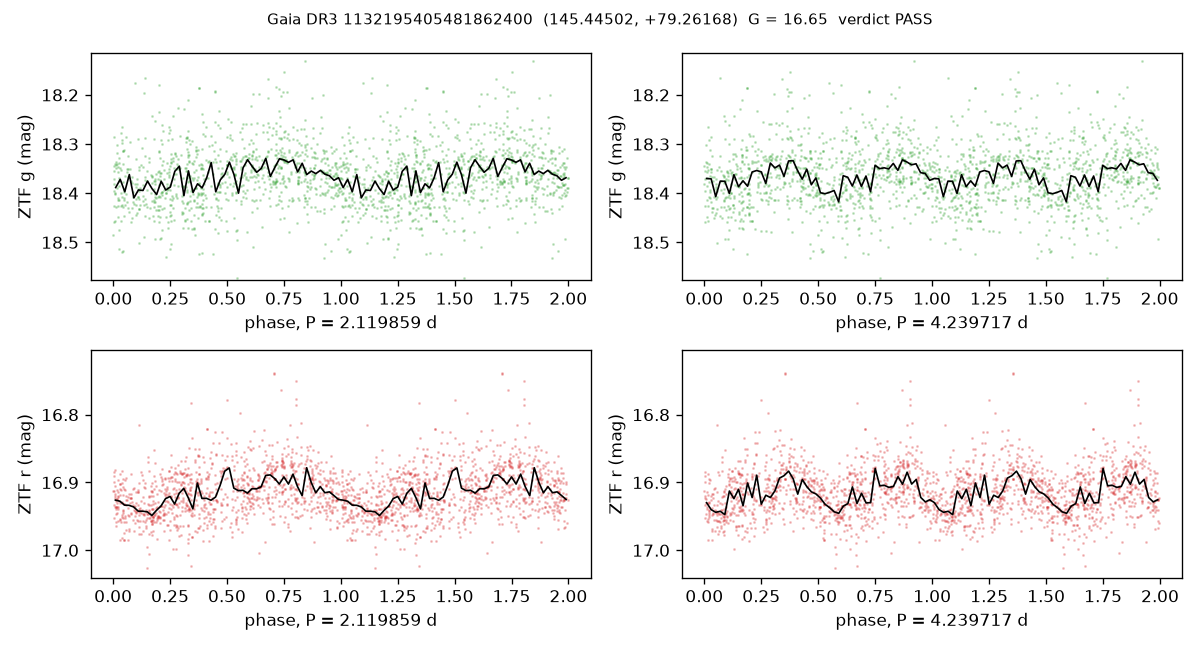 Gaia DR3 1132195405481862400  (145.44502, +79.26168)  G = 16.65  verdict PASS
ZTF g (mag)
18.2
18.3
18.4
18.5
0.00 0.25 0.50 0.75 1.00 1.25 1.50 1.75 2.00
phase, P = 2.119859 d
ZTF g (mag)
18.2
18.3
18.4
18.5
0.00 0.25 0.50 0.75 1.00 1.25 1.50 1.75 2.00
phase, P = 4.239717 d
ZTF r (mag)
16.8
16.9
17.0
0.00 0.25 0.50 0.75 1.00 1.25 1.50 1.75 2.00
phase, P = 2.119859 d
ZTF r (mag)
16.8
16.9
17.0
0.00 0.25 0.50 0.75 1.00 1.25 1.50 1.75 2.00
phase, P = 4.239717 d